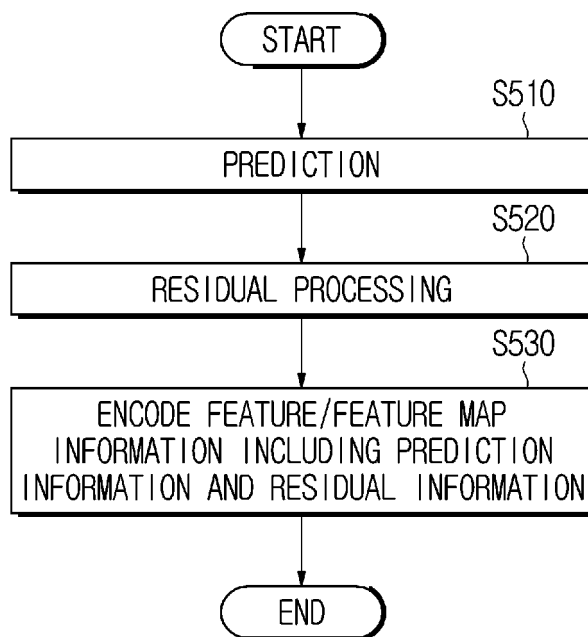 START
S510
PREDICTION
S520
RESIDUAL PROCESSING
S530
ENCODE FEATURE/FEATURE MAP
INFORMATION INCLUDING PREDICTION
INFORMATION AND RESIDUAL INFORMATION
END